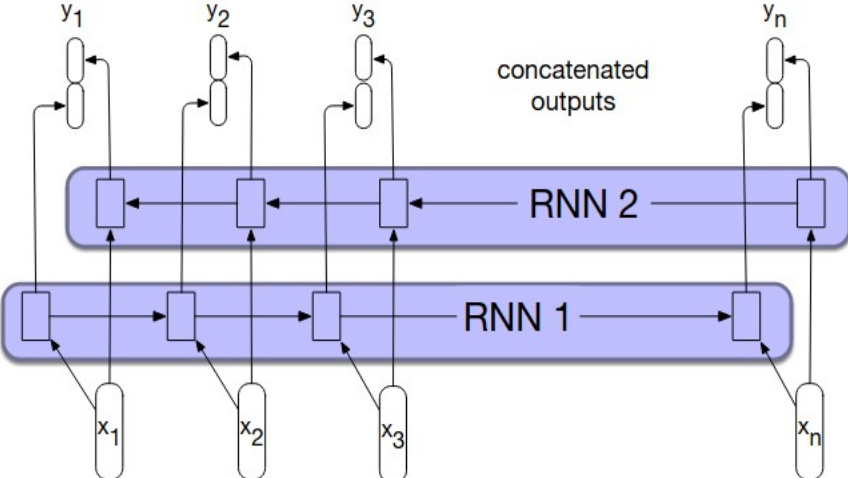 y1 y2 y3 yn
concatenated
outputs
RNN 2
RNN 1
x1 x2 x3 xn